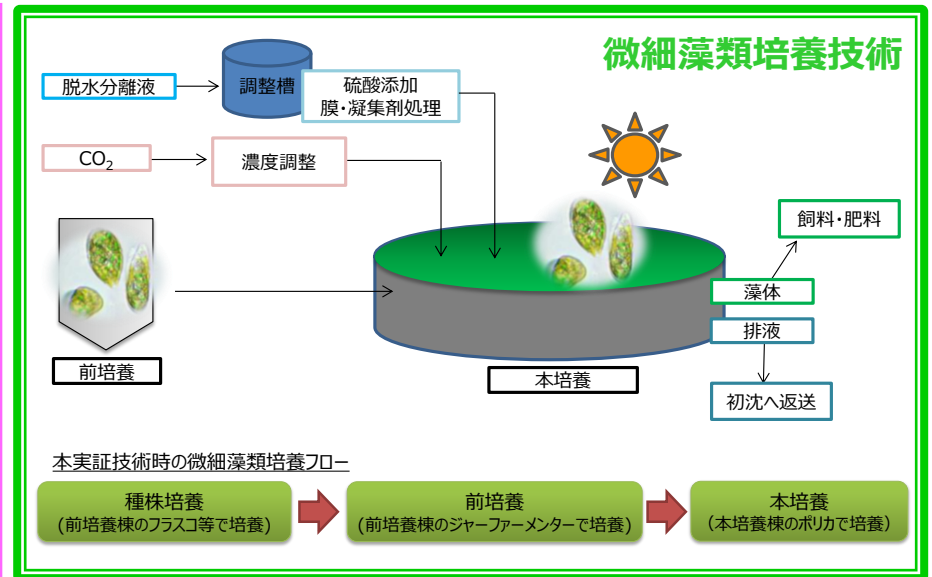 微細藻類培養技術
脱水分離液
調整槽
硫酸添加
膜・凝集剤処理
CO₂
濃度調整
飼料・肥料
藻体
排液
初沈へ返送
前培養
本培養
本実証技術時の微細藻類培養フロー
種株培養
(前培養棟のフラスコ等で培養)
前培養
(前培養棟のジャーファーメンターで培養)
本培養
(本培養棟のポリカで培養)